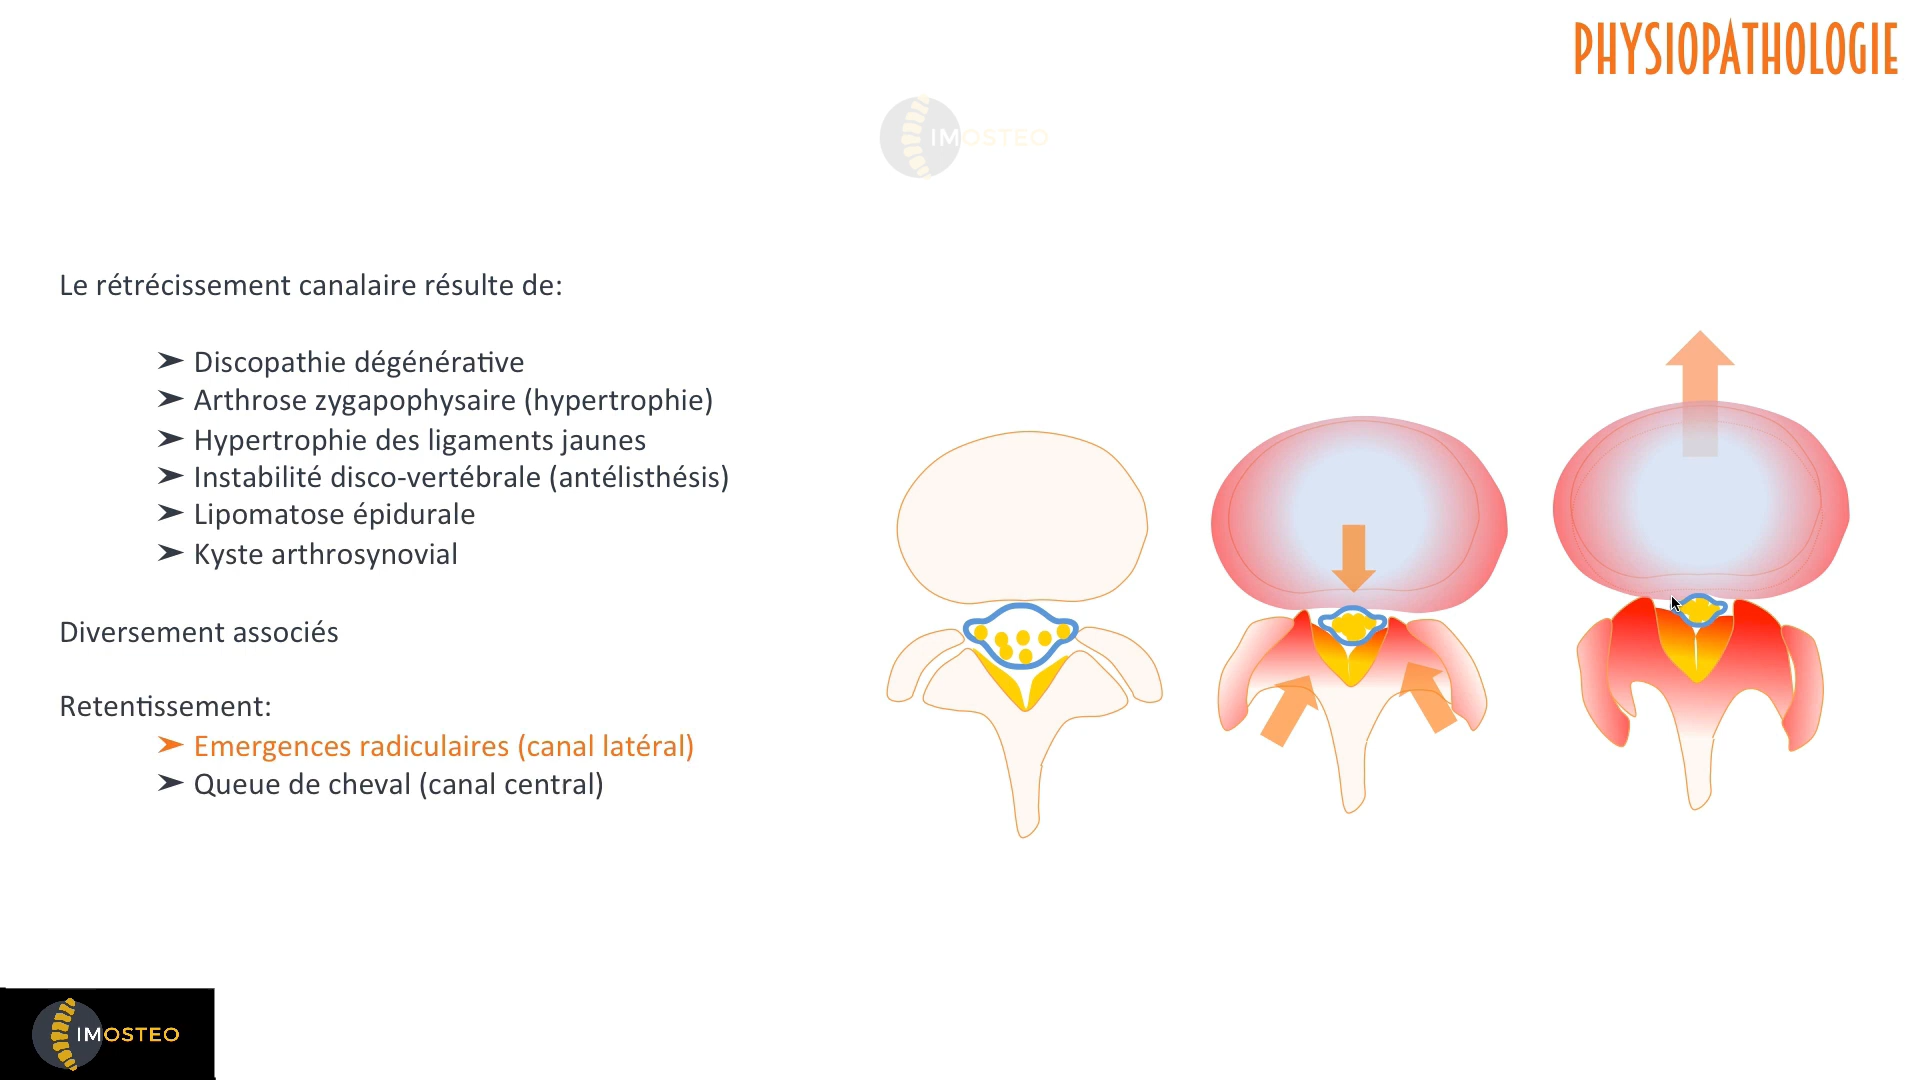 PHYSIOPATHOLOGIE
IMOSTEO
Le rétrécissement canalaire résulte de:
➤ Discopathie dégénérative
➤ Arthrose zygapophysaire (hypertrophie)
➤ Hypertrophie des ligaments jaunes
➤ Instabilité disco-vertébrale (antélisthésis)
➤ Lipomatose épidurale
➤ Kyste arthrosynovial
Diversement associés
Retentissement:
➤ Emergences radiculaires (canal latéral)
➤ Queue de cheval (canal central)
IMOSTEO